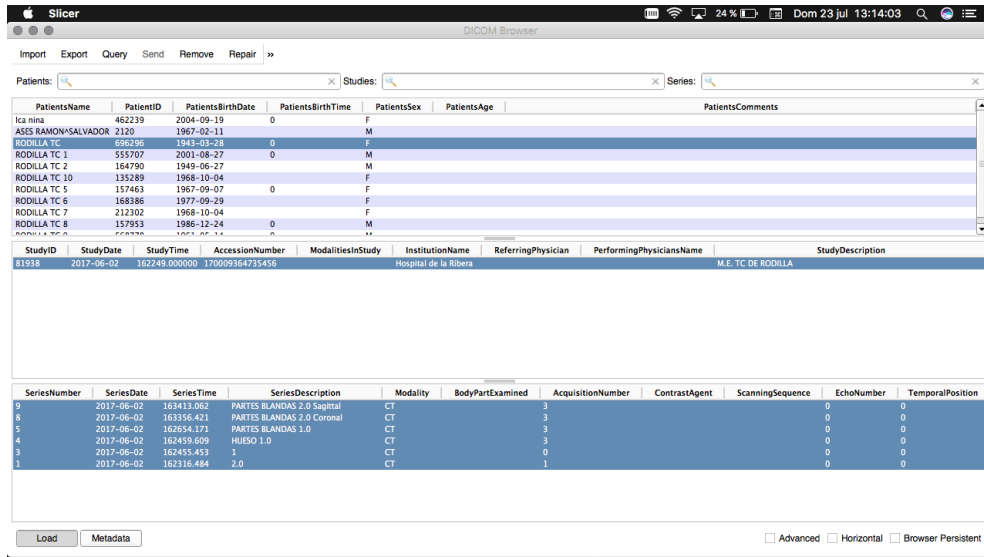 Slicer 24 % Dom 23 jul 13:14:03
DICOM Browser
Import Export Query Send Remove Repair »
Patients: Studies: Series:
PatientsName PatientID PatientsBirthDate PatientsBirthTime PatientsSex PatientsAge PatientsComments
Ica nina 462239 2004-09-19 0 F
ASES RAMON^SALVADOR 2120 1967-02-11 M
RODILLA TC 696296 1943-03-28 0 F
RODILLA TC 1 555707 2001-08-27 0 M
RODILLA TC 2 164790 1949-06-27 M
RODILLA TC 10 135289 1968-10-04 F
RODILLA TC 5 157463 1967-09-07 0 F
RODILLA TC 6 168386 1977-09-29 F
RODILLA TC 7 212302 1968-10-04 F
RODILLA TC 8 157953 1986-12-24 0 M
StudyID StudyDate StudyTime AccessionNumber ModalitiesInStudy InstitutionName ReferringPhysician PerformingPhysiciansName StudyDescription
81938 2017-06-02 162249.000000 170009364735456 Hospital de la Ribera M.E. TC DE RODILLA
SeriesNumber SeriesDate SeriesTime SeriesDescription Modality BodyPartExamined AcquisitionNumber ContrastAgent ScanningSequence EchoNumber TemporalPosition
9 2017-06-02 163413.062 PARTES BLANDAS 2.0 Sagittal CT 3 0 0
8 2017-06-02 163356.421 PARTES BLANDAS 2.0 Coronal CT 3 0 0
5 2017-06-02 162654.171 PARTES BLANDAS 1.0 CT 3 0 0
4 2017-06-02 162459.609 HUESO 1.0 CT 3 0 0
3 2017-06-02 162455.453 1 CT 0 0 0
1 2017-06-02 162316.484 2.0 CT 1 0 0
Load Metadata Advanced Horizontal Browser Persistent